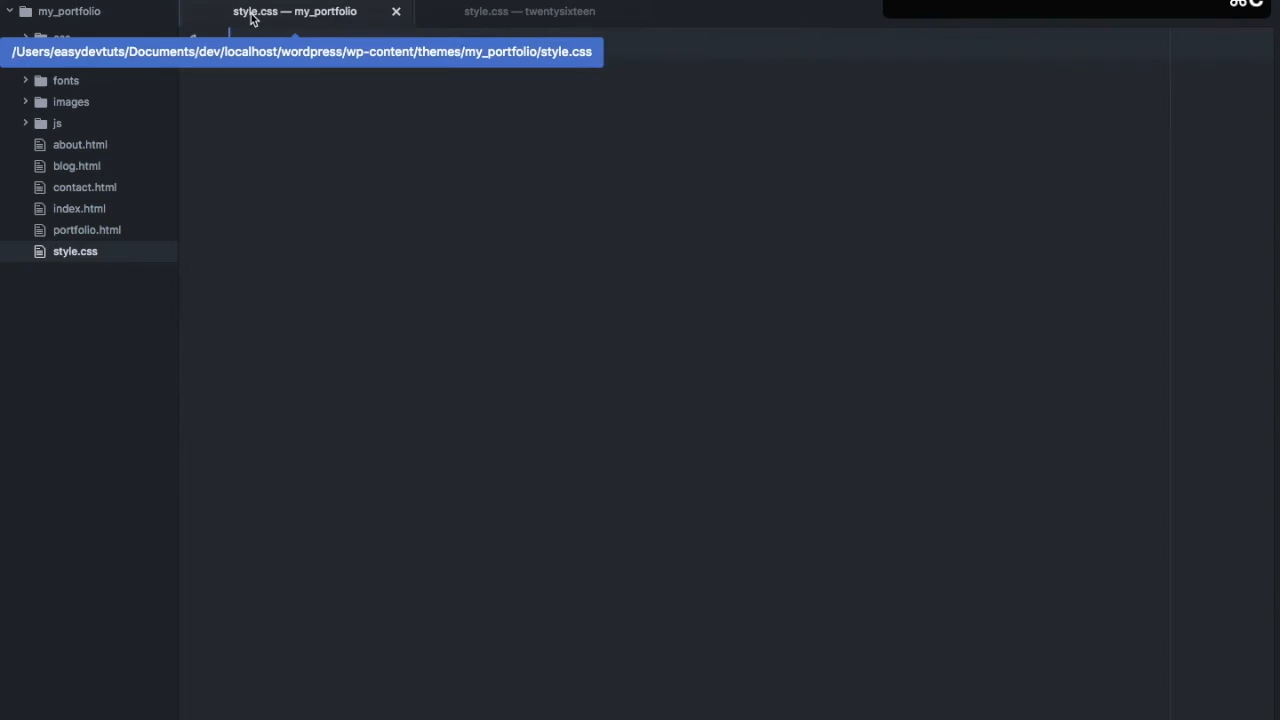 my_portfolio
style.css — my_portfolio
style.css — twentysixteen
⌘C
/Users/easydevtuts/Documents/dev/localhost/wordpress/wp-content/themes/my_portfolio/style.css
fonts
images
js
about.html
blog.html
contact.html
index.html
portfolio.html
style.css